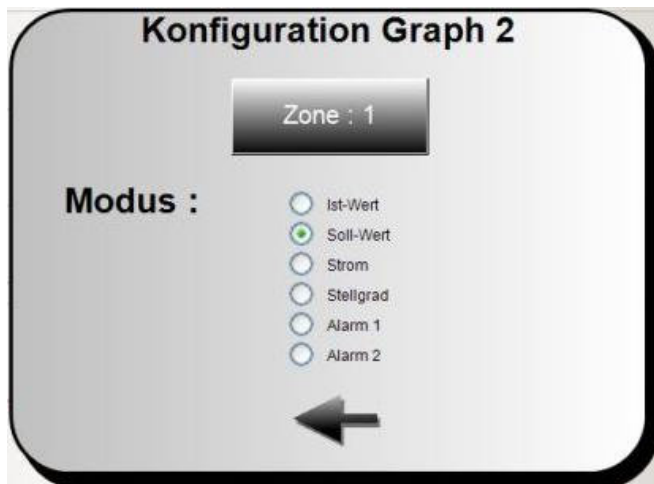 Konfiguration Graph 2
Zone : 1
Modus :
Ist-Wert
Soll-Wert
Strom
Stellgrad
Alarm 1
Alarm 2